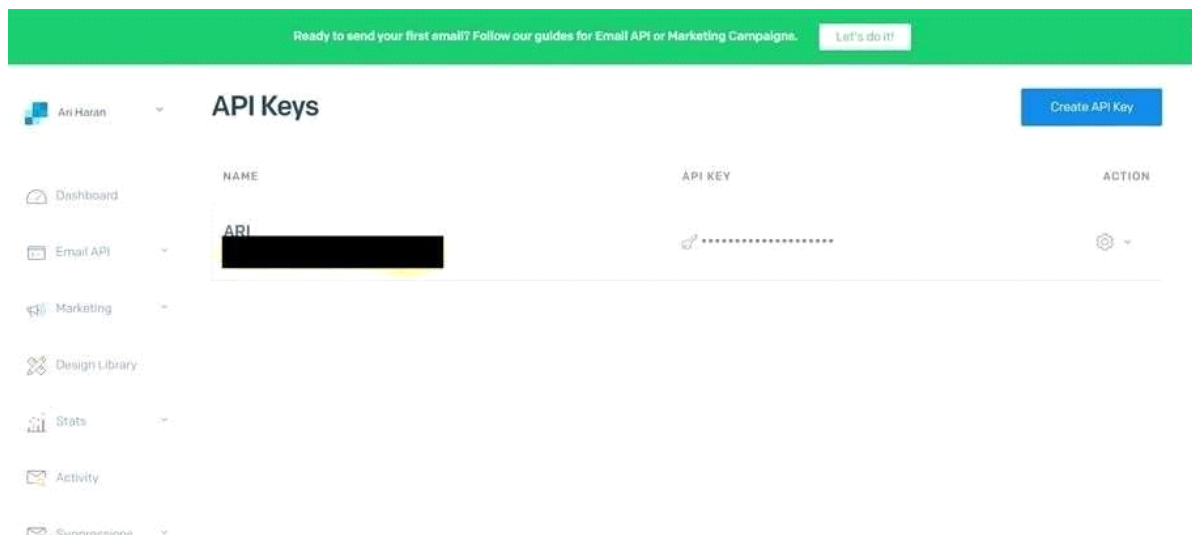 Ready to send your first email? Follow our guides for Email API or Marketing Campaigns. Let's do it!
Ari Haran
API Keys
Create API Key
NAME API KEY ACTION
ARI
••••••••••••••••••••
Dashboard
Email API
Marketing
Design Library
Stats
Activity
Suppressions